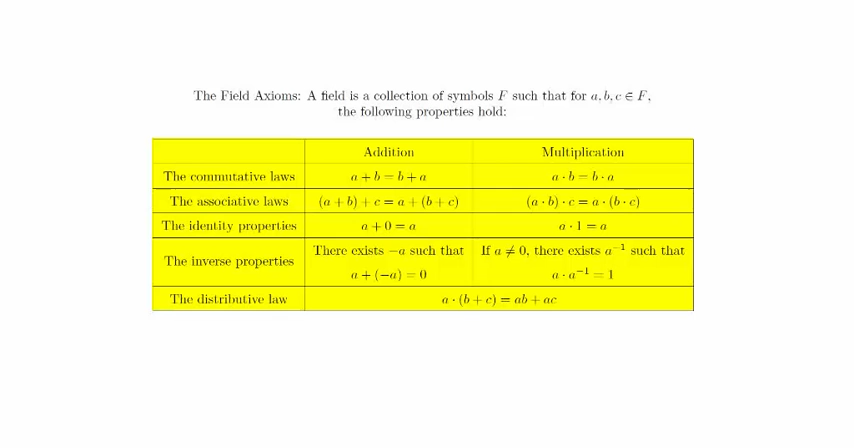 The Field Axioms: A field is a collection of symbols F such that for a, b, c ∈ F,
the following properties hold:
Addition Multiplication
The commutative laws a + b = b + a a · b = b · a
The associative laws (a + b) + c = a + (b + c) (a · b) · c = a · (b · c)
The identity properties a + 0 = a a · 1 = a
The inverse properties There exists −a such that a + (−a) = 0 If a ≠ 0, there exists a⁻¹ such that a · a⁻¹ = 1
The distributive law a · (b + c) = ab + ac